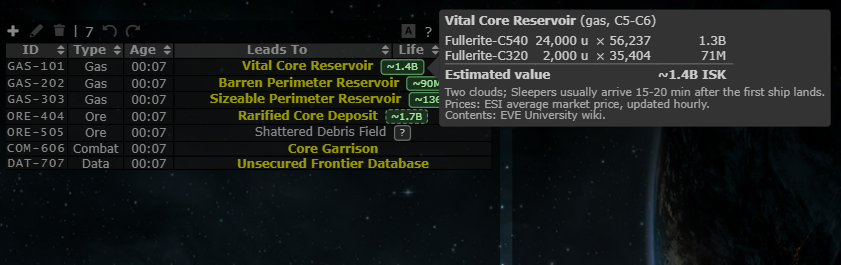 7 A ?
ID Type Age Leads To Life
GAS-101 Gas 00:07 Vital Core Reservoir ~1.4B
GAS-202 Gas 00:07 Barren Perimeter Reservoir ~90M
GAS-303 Gas 00:07 Sizeable Perimeter Reservoir ~136
ORE-404 Ore 00:07 Rarified Core Deposit ~1.7B
ORE-505 Ore 00:07 Shattered Debris Field ?
COM-606 Combat 00:07 Core Garrison
DAT-707 Data 00:07 Unsecured Frontier Database
Vital Core Reservoir (gas, C5-C6)
Fullerite-C540 24,000 u × 56,237 1.3B
Fullerite-C320 2,000 u × 35,404 71M
Estimated value ~1.4B ISK
Two clouds; Sleepers usually arrive 15-20 min after the first ship lands.
Prices: ESI average market price, updated hourly.
Contents: EVE University wiki.